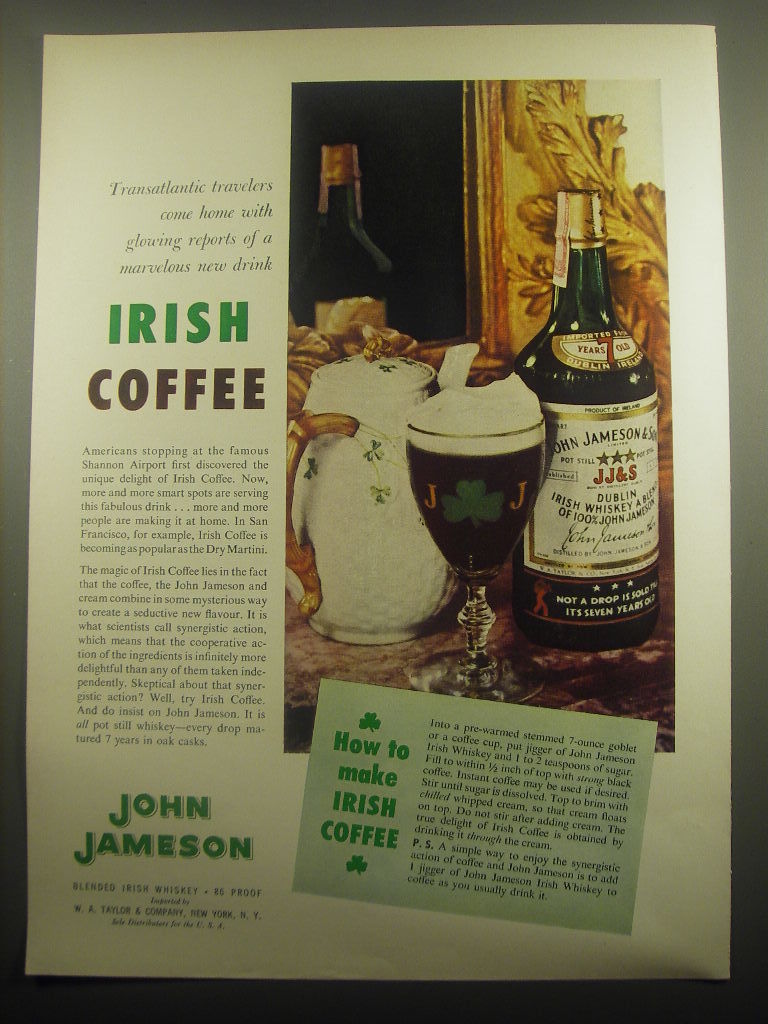 Transatlantic travelers
come home with
glowing reports of a
marvelous new drink
IRISH
COFFEE
Americans stopping at the famous
Shannon Airport first discovered the
unique delight of Irish Coffee. Now,
more and more smart spots are serving
this fabulous drink . . . more and more
people are making it at home. In San
Francisco, for example, Irish Coffee is
becoming as popular as the Dry Martini.
The magic of Irish Coffee lies in the fact
that the coffee, the John Jameson and
cream combine in some mysterious way
to create a seductive new flavour. It is
what scientists call synergistic action,
which means that the cooperative ac-
tion of the ingredients is infinitely more
delightful than any of them taken inde-
pendently. Skeptical about that syner-
gistic action? Well, try Irish Coffee.
And do insist on John Jameson. It is
all pot still whiskey—every drop ma-
tured 7 years in oak casks.
JOHN
JAMESON
BLENDED IRISH WHISKEY • 86 PROOF
Imported by
W. A. TAYLOR & COMPANY, NEW YORK, N. Y.
Sole Distributors for the U. S. A.
J J
IMPORTED
YEARS 7 OLD
DUBLIN IRELAND
PRODUCT OF IRELAND
JOHN JAMESON & SON
LIMITED
POT STILL POT STILL
JJ&S
DUBLIN
IRISH WHISKEY A BLEND
OF 100% JOHN JAMESON
John Jameson
DISTILLED BY JOHN JAMESON & SON
NOT A DROP IS SOLD TILL
ITS SEVEN YEARS OLD
How to
make
IRISH
COFFEE
Into a pre-warmed stemmed 7-ounce goblet
or a coffee cup, put jigger of John Jameson
Irish Whiskey and 1 to 2 teaspoons of sugar.
Fill to within ½ inch of top with strong black
coffee. Instant coffee may be used if desired.
Stir until sugar is dissolved. Top to brim with
chilled whipped cream, so that cream floats
on top. Do not stir after adding cream. The
true delight of Irish Coffee is obtained by
drinking it through the cream.
P. S. A simple way to enjoy the synergistic
action of coffee and John Jameson is to add
1 jigger of John Jameson Irish Whiskey to
coffee as you usually drink it.